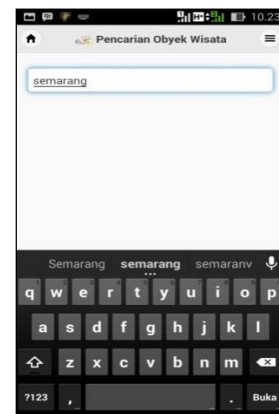 10.23
Pencarian Obyek Wisata
semarang
Semarang semarang semaranv
q w e r t y u i o p
a s d f g h j k l
z x c v b n m
?123 , . Buka